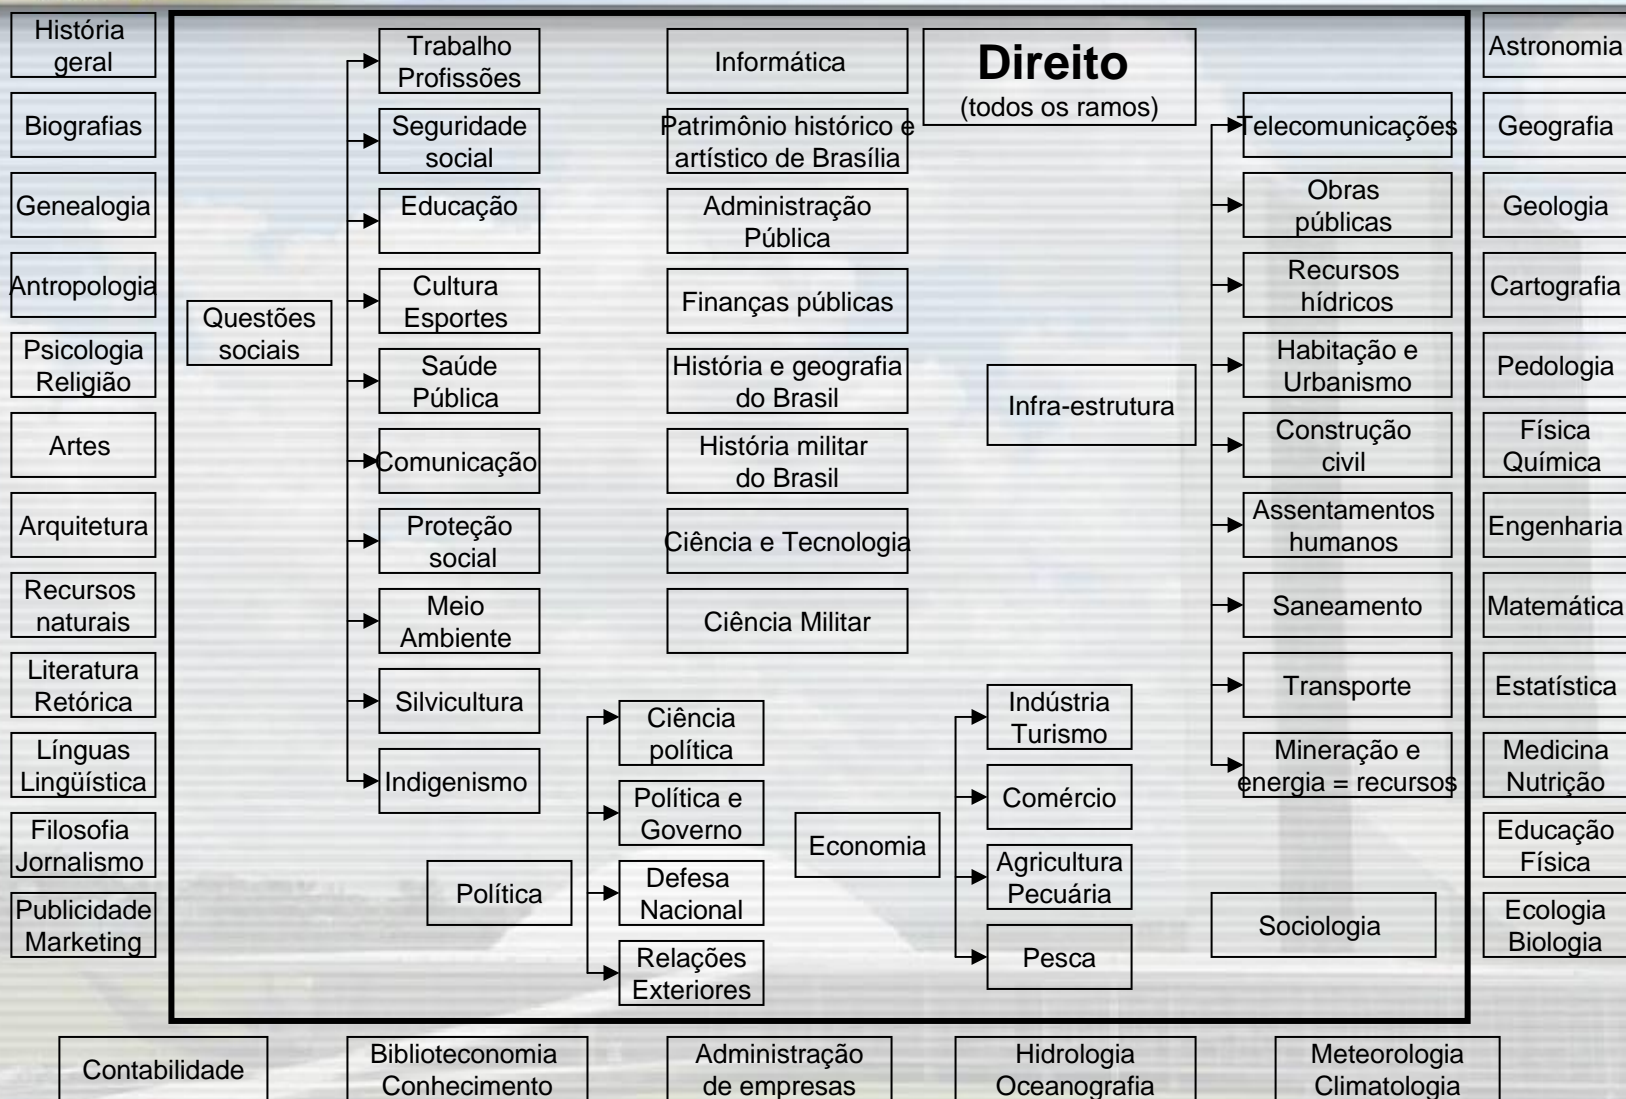 História
geral
Biografias
Genealogia
Antropologia
Psicologia
Religião
Artes
Arquitetura
Recursos
naturais
Literatura
Retórica
Línguas
Lingüística
Filosofia
Jornalismo
Publicidade
Marketing
Questões
sociais
Trabalho
Profissões
Seguridade
social
Educação
Cultura
Esportes
Saúde
Pública
Comunicação
Proteção
social
Meio
Ambiente
Silvicultura
Indigenismo
Informática
Patrimônio histórico e
artístico de Brasília
Administração
Pública
Finanças públicas
História e geografia
do Brasil
História militar
do Brasil
Ciência e Tecnologia
Ciência Militar
Política
Ciência
política
Política e
Governo
Defesa
Nacional
Relações
Exteriores
Direito
(todos os ramos)
Infra-estrutura
Telecomunicações
Obras
públicas
Recursos
hídricos
Habitação e
Urbanismo
Construção
civil
Assentamentos
humanos
Saneamento
Transporte
Mineração e
energia = recursos
Economia
Indústria
Turismo
Comércio
Agricultura
Pecuária
Pesca
Sociologia
Astronomia
Geografia
Geologia
Cartografia
Pedologia
Física
Química
Engenharia
Matemática
Estatística
Medicina
Nutrição
Educação
Física
Ecologia
Biologia
Contabilidade
Biblioteconomia
Conhecimento
Administração
de empresas
Hidrologia
Oceanografia
Meteorologia
Climatologia